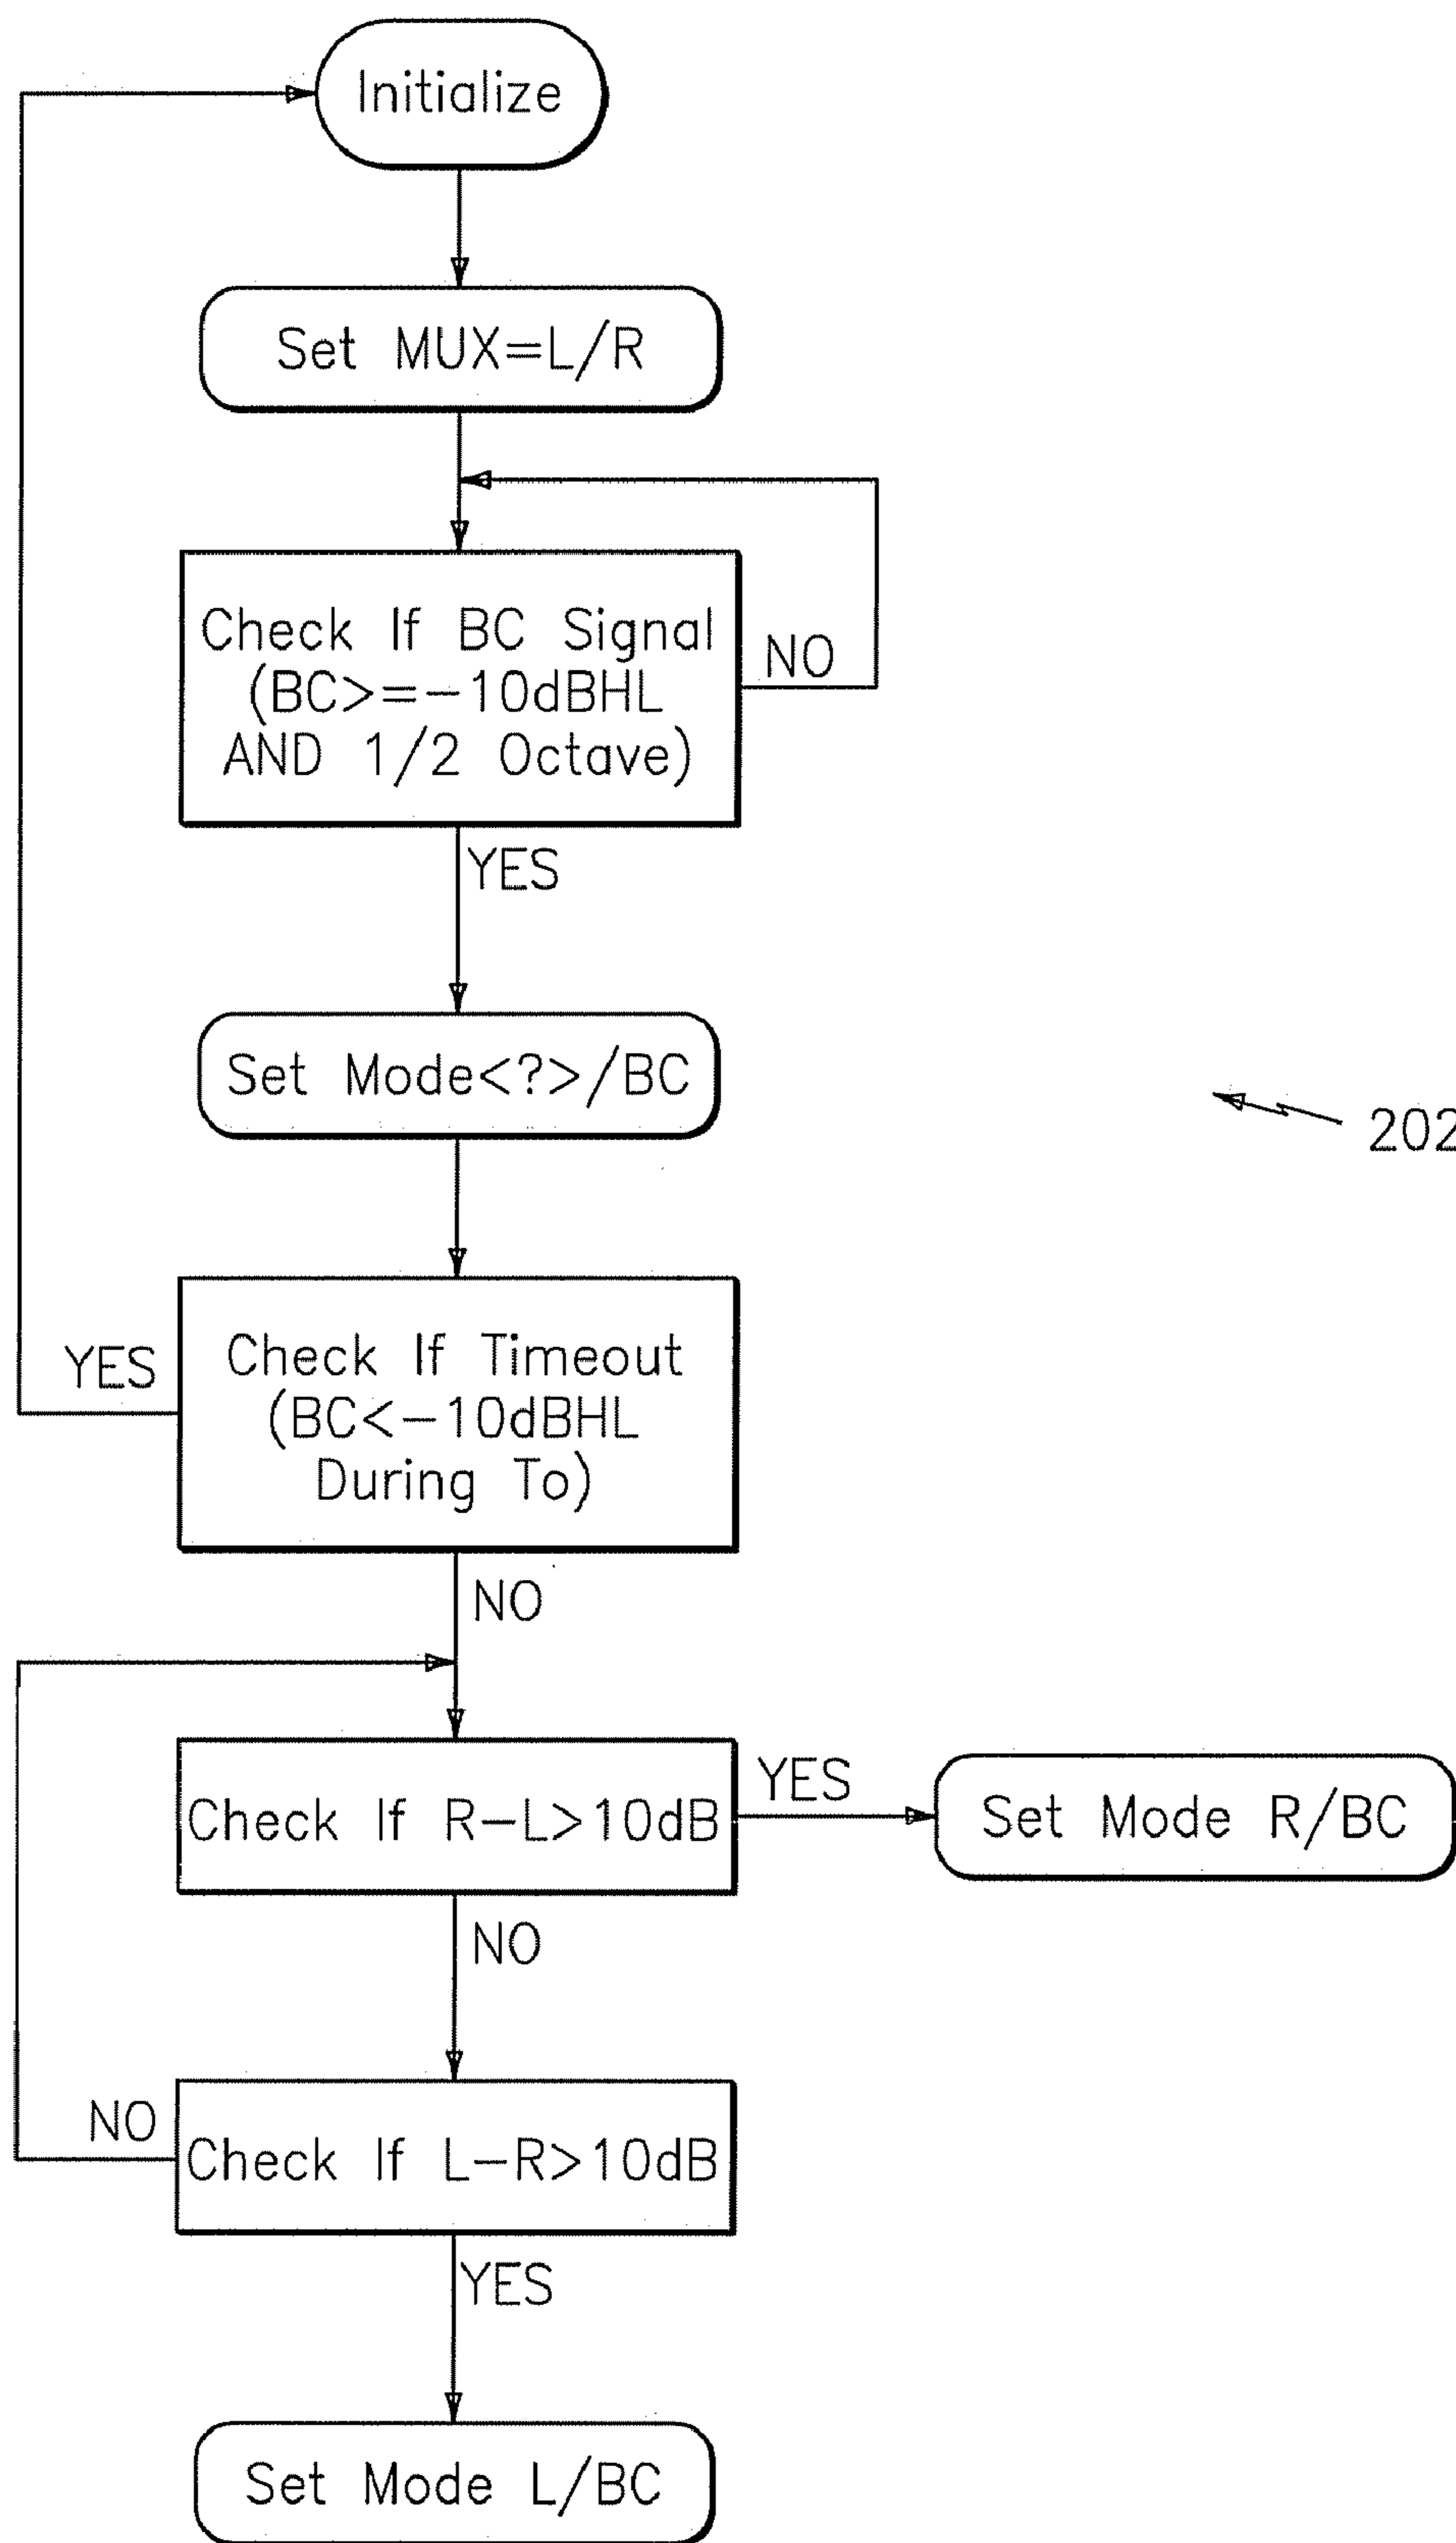 Initialize
Set MUX=L/R
Check If BC Signal
(BC>=-10dBHL
AND 1/2 Octave)
NO
YES
Set Mode<?>/BC
202
Check If Timeout
(BC<-10dBHL
During To)
YES
NO
Check If R-L>10dB
YES
Set Mode R/BC
NO
Check If L-R>10dB
NO
YES
Set Mode L/BC